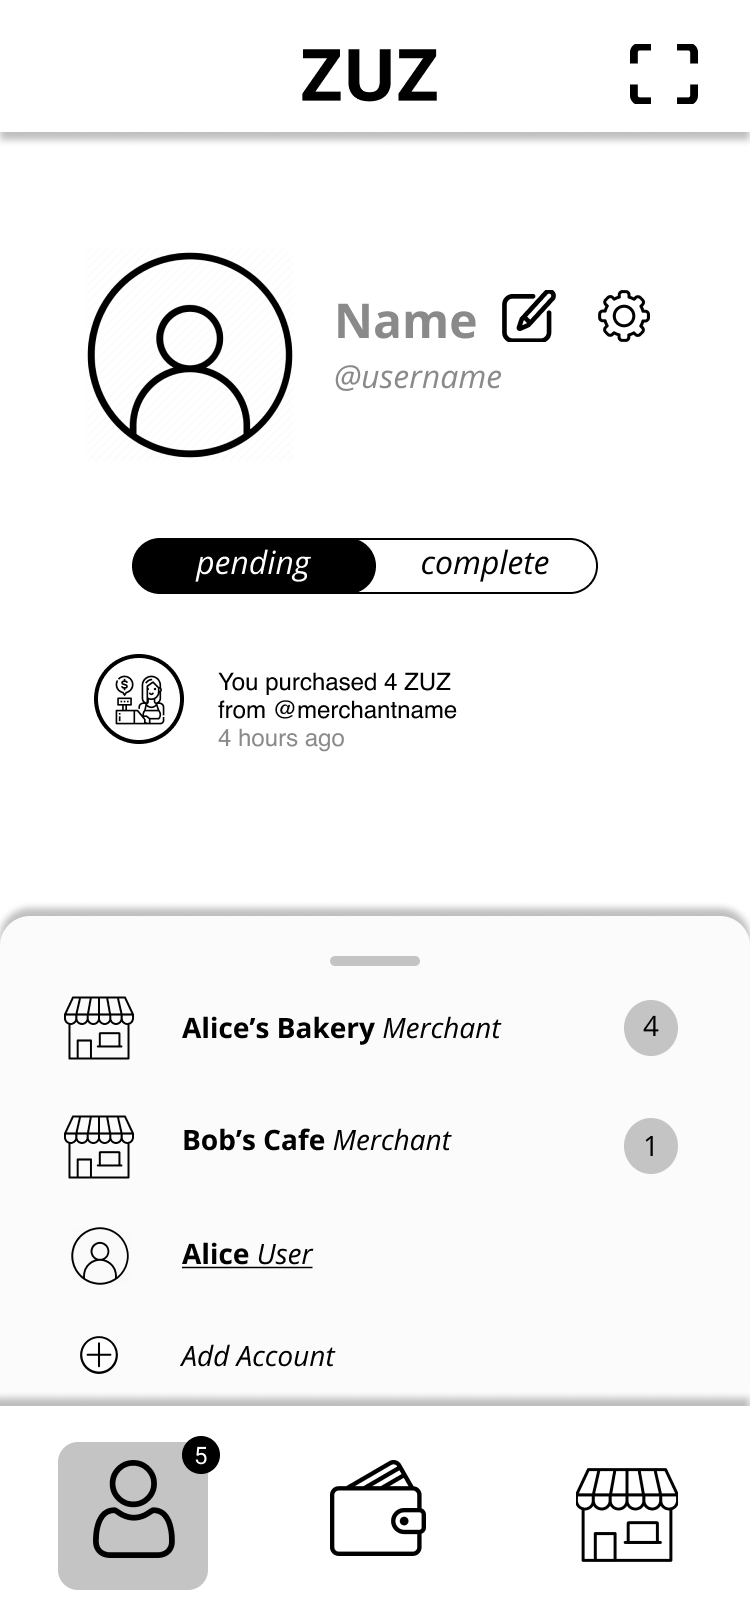 ZUZ
Name
@username
pending complete
You purchased 4 ZUZ
from @merchantname
4 hours ago
Alice’s Bakery Merchant 4
Bob’s Cafe Merchant 1
Alice User
Add Account
5